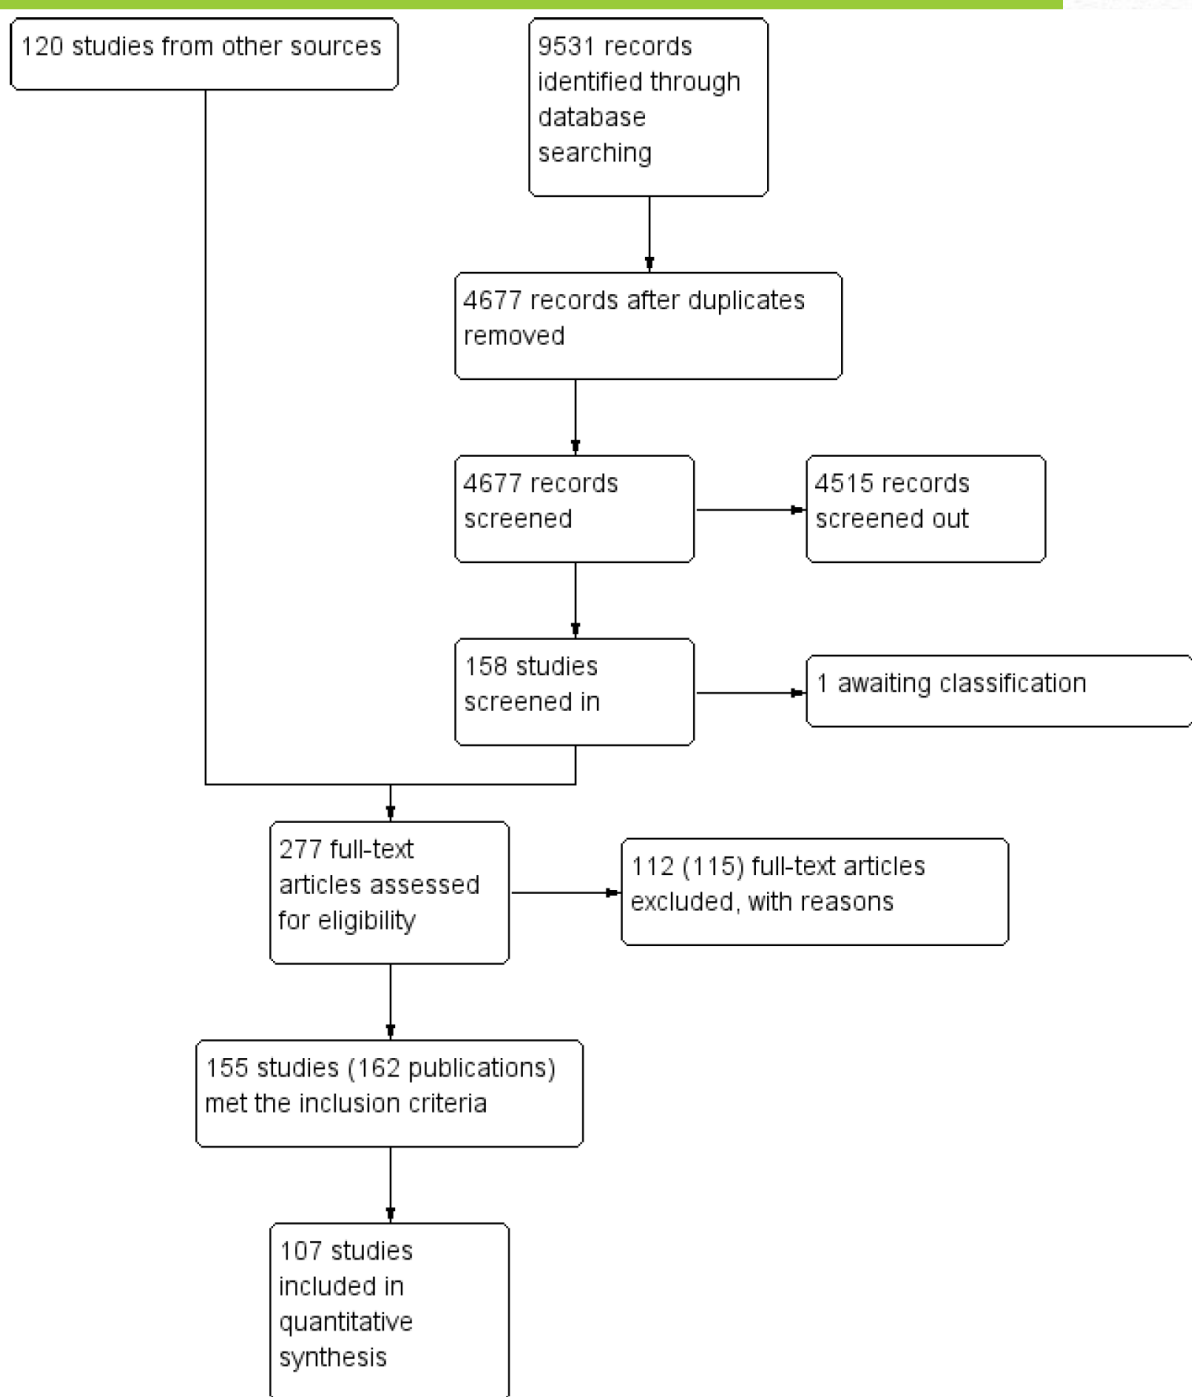 120 studies from other sources
9531 records
identified through
database
searching
4677 records after duplicates
removed
4677 records
screened
4515 records
screened out
158 studies
screened in
1 awaiting classification
277 full-text
articles assessed
for eligibility
112 (115) full-text articles
excluded, with reasons
155 studies (162 publications)
met the inclusion criteria
107 studies
included in
quantitative
synthesis